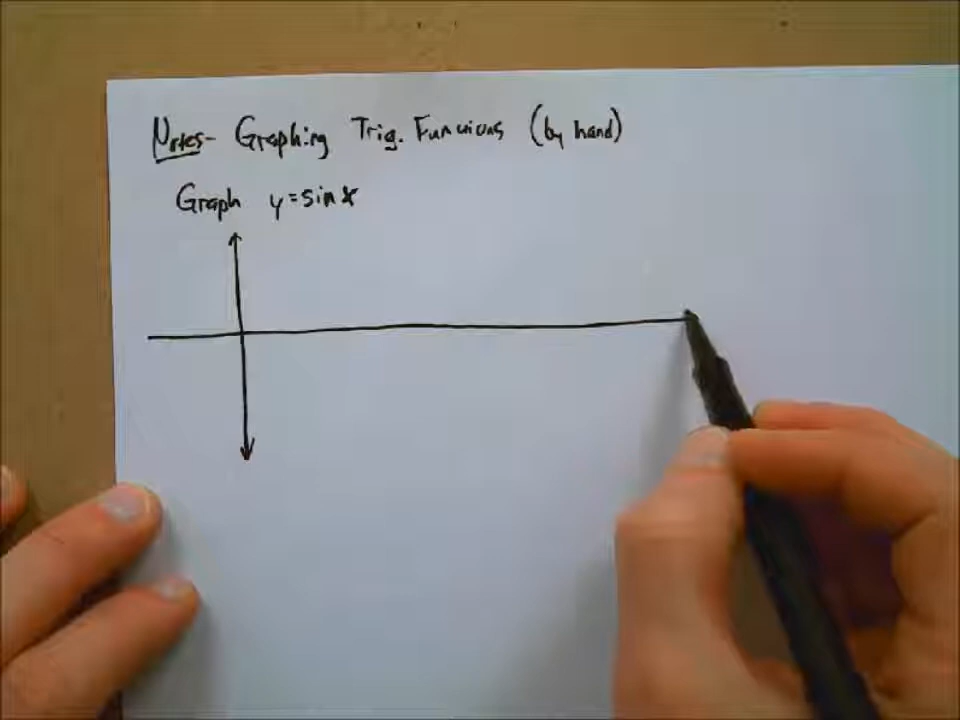 Notes- Graphing Trig. Functions (by hand)
Graph y=sin x